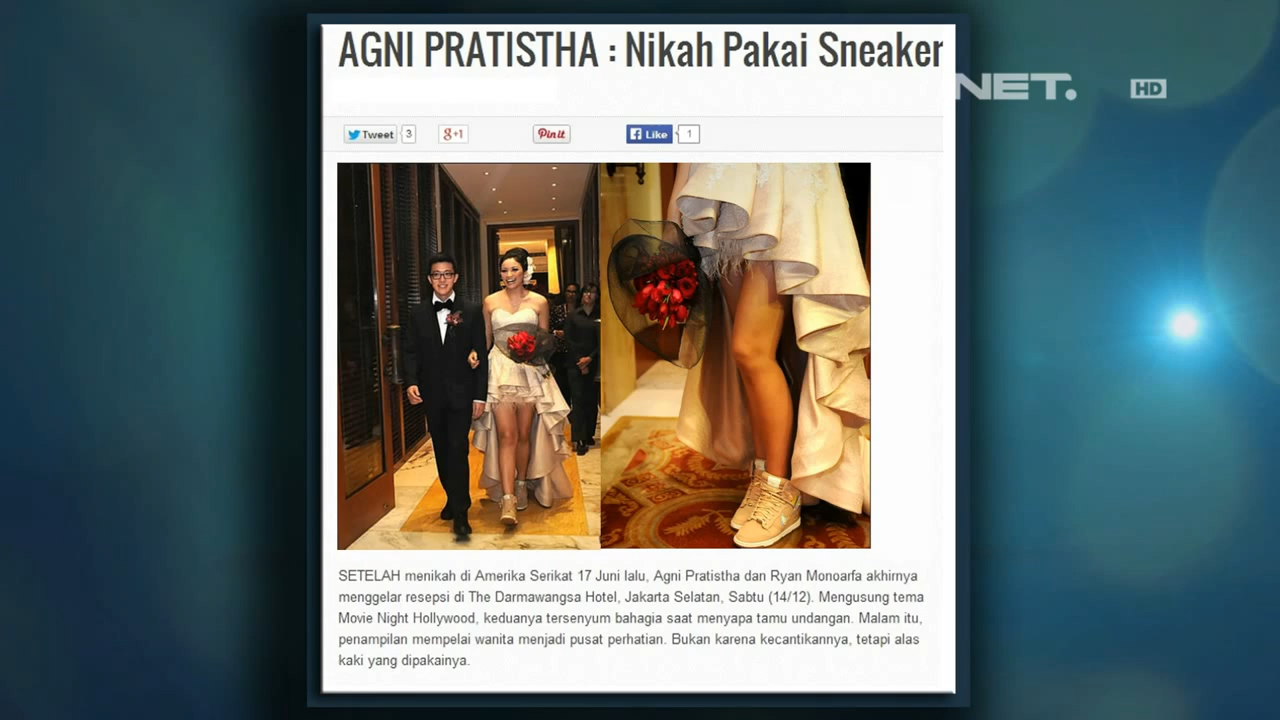 AGNI PRATISTHA : Nikah Pakai Sneaker
NET.
HD
Tweet 3 g+1 Pinit Like 1
SETELAH menikah di Amerika Serikat 17 Juni lalu, Agni Pratistha dan Ryan Monoarfa akhirnya
menggelar resepsi di The Darmawangsa Hotel, Jakarta Selatan, Sabtu (14/12). Mengusung tema
Movie Night Hollywood, keduanya tersenyum bahagia saat menyapa tamu undangan. Malam itu,
penampilan mempelai wanita menjadi pusat perhatian. Bukan karena kecantikannya, tetapi alas
kaki yang dipakainya.